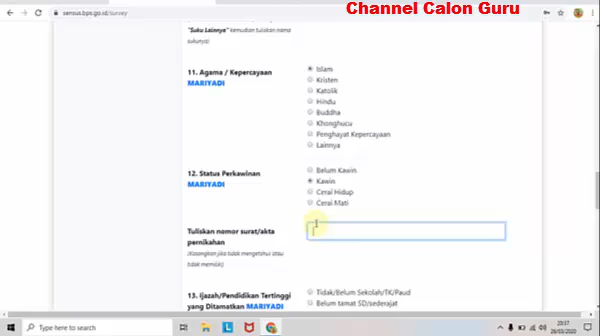 Channel Calon Guru
sensus.bps.go.id/survey
"Suku Lainnya" kemudian tuliskan nama
sukunya)
11. Agama / Kepercayaan
MARIYADI
Islam
Kristen
Katolik
Hindu
Buddha
Khonghucu
Penghayat Kepercayaan
Lainnya
12. Status Perkawinan
MARIYADI
Belum Kawin
Kawin
Cerai Hidup
Cerai Mati
Tuliskan nomor surat/akta
pernikahan
(Kosongkan jika tidak mengetahui atau
tidak memiliki)
13. Ijazah/Pendidikan Tertinggi
yang Ditamatkan MARIYADI
Tidak/Belum Sekolah/TK/Paud
Belum tamat SD/sederajat
Type here to search
20:57
26/03/2020